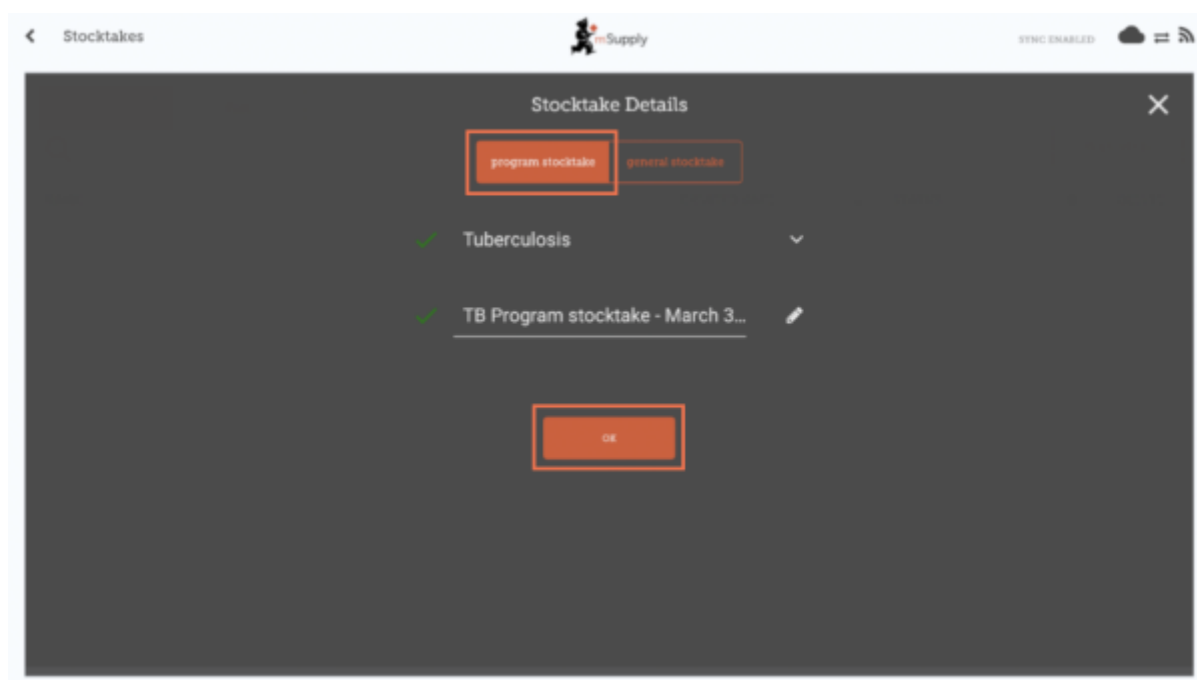 Stocktakes
mSupply
SYNC ENABLED
Stocktake Details
program stocktake
general stocktake
Tuberculosis
TB Program stocktake - March 3...
OK